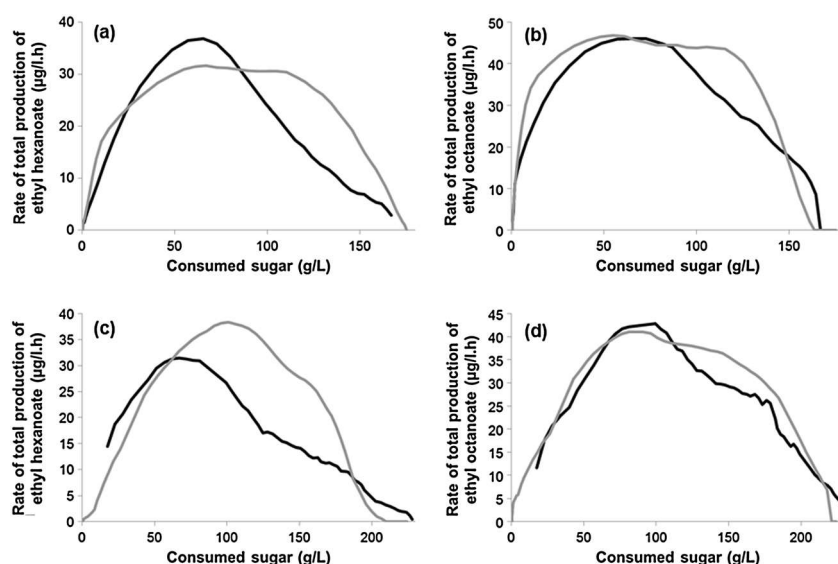 Rate of total production of
ethyl hexanoate (µg/l.h)
(a)
40
30
20
10
0
0 50 100 150
Consumed sugar (g/L)
Rate of total production of
ethyl octanoate (µg/l.h)
(b)
50
40
30
20
10
0
0 50 100 150
Consumed sugar (g/L)
Rate of total production of
ethyl hexanoate (µg/l.h)
(c)
40
35
30
25
20
15
10
5
0
0 50 100 150 200
Consumed sugar (g/L)
Rate of total production of
ethyl octanoate (µg/l.h)
(d)
45
40
35
30
25
20
15
10
5
0
0 50 100 150 200
Consumed sugar (g/L)